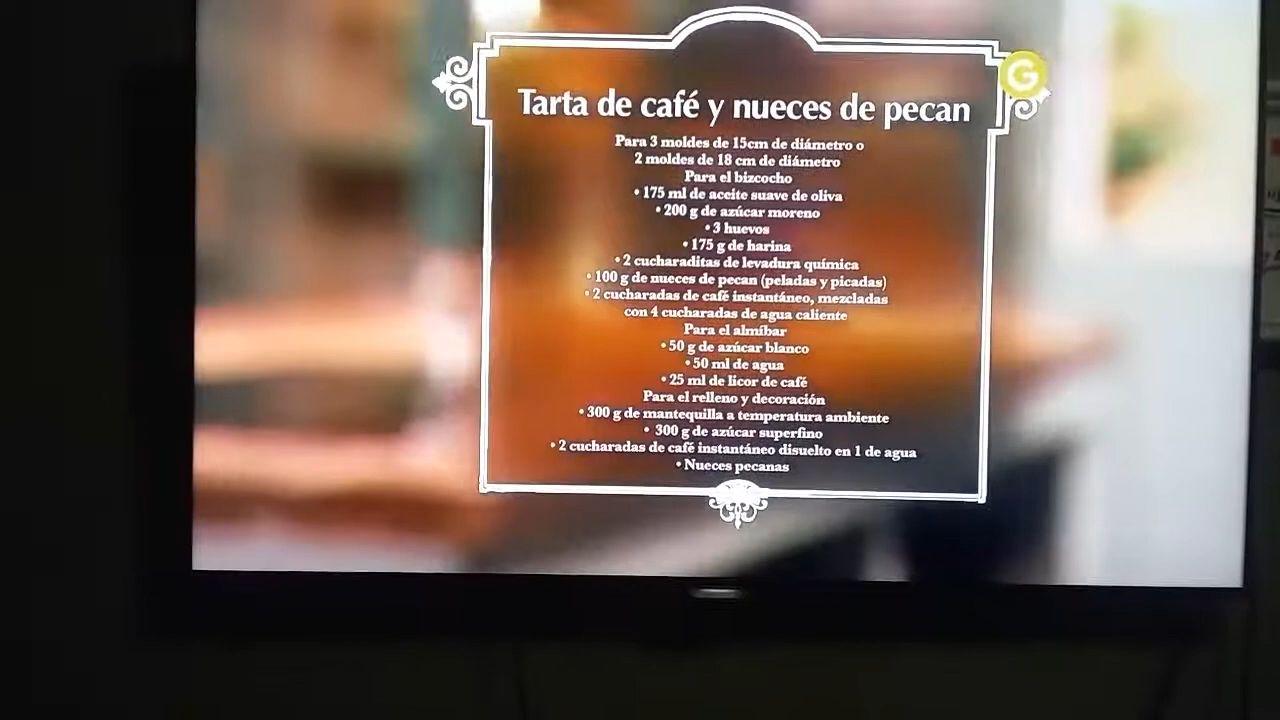 G
Tarta de café y nueces de pecan
Para 3 moldes de 15cm de diámetro o
2 moldes de 18 cm de diámetro
Para el bizcocho
• 175 ml de aceite suave de oliva
• 200 g de azúcar moreno
• 3 huevos
• 175 g de harina
• 2 cucharaditas de levadura química
• 100 g de nueces de pecan (peladas y picadas)
• 2 cucharadas de café instantáneo, mezcladas
con 4 cucharadas de agua caliente
Para el almíbar
• 50 g de azúcar blanco
• 50 ml de agua
• 25 ml de licor de café
Para el relleno y decoración
• 300 g de mantequilla a temperatura ambiente
• 300 g de azúcar superfino
• 2 cucharadas de café instantáneo disuelto en 1 de agua
• Nueces pecanas